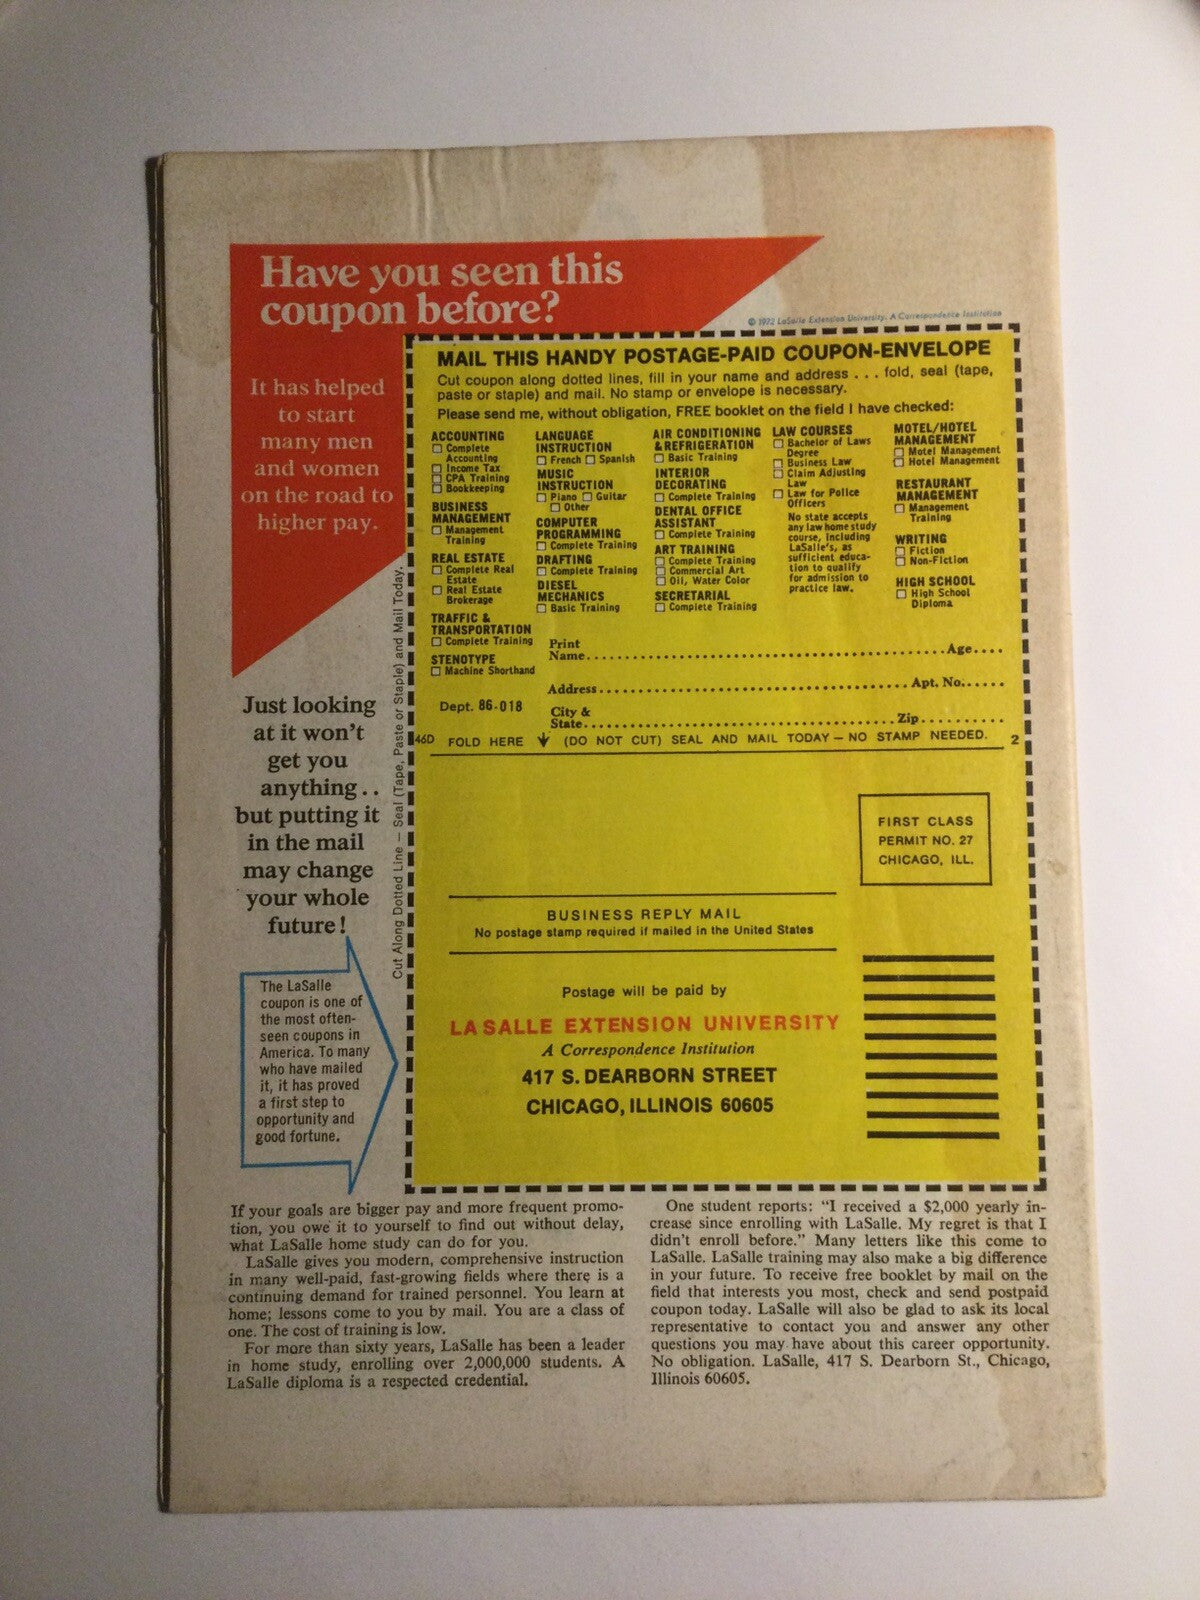 Have you seen this
coupon before?
© 1972 LaSalle Extension University, A Correspondence Institution
It has helped
to start
many men
and women
on the road to
higher pay.
Just looking
at it won't
get you
anything . .
but putting it
in the mail
may change
your whole
future!
The LaSalle
coupon is one of
the most often-
seen coupons in
America. To many
who have mailed
it, it has proved
a first step to
opportunity and
good fortune.
Cut Along Dotted Line — Seal (Tape, Paste or Staple) and Mail Today.
MAIL THIS HANDY POSTAGE-PAID COUPON-ENVELOPE
Cut coupon along dotted lines, fill in your name and address . . . fold, seal (tape,
paste or staple) and mail. No stamp or envelope is necessary.
Please send me, without obligation, FREE booklet on the field I have checked:
ACCOUNTING
Complete
Accounting
Income Tax
CPA Training
Bookkeeping
BUSINESS
MANAGEMENT
Management
Training
REAL ESTATE
Complete Real
Estate
Real Estate
Brokerage
TRAFFIC &
TRANSPORTATION
Complete Training
STENOTYPE
Machine Shorthand
LANGUAGE
INSTRUCTION
French Spanish
MUSIC
INSTRUCTION
Piano Guitar
Other
COMPUTER
PROGRAMMING
Complete Training
DRAFTING
Complete Training
DIESEL
MECHANICS
Basic Training
AIR CONDITIONING
& REFRIGERATION
Basic Training
INTERIOR
DECORATING
Complete Training
DENTAL OFFICE
ASSISTANT
Complete Training
ART TRAINING
Complete Training
Commercial Art
Oil, Water Color
SECRETARIAL
Complete Training
LAW COURSES
Bachelor of Laws
Degree
Business Law
Claim Adjusting
Law
Law for Police
Officers
No state accepts
any law home study
course, including
LaSalle's, as
sufficient educa-
tion to qualify
for admission to
practice law.
MOTEL/HOTEL
MANAGEMENT
Motel Management
Hotel Management
RESTAURANT
MANAGEMENT
Management
Training
WRITING
Fiction
Non-Fiction
HIGH SCHOOL
High School
Diploma
Print
Name Age
Address Apt. No.
Dept. 86-018
City &
State Zip
46D FOLD HERE (DO NOT CUT) SEAL AND MAIL TODAY — NO STAMP NEEDED. 2
FIRST CLASS
PERMIT NO. 27
CHICAGO, ILL.
BUSINESS REPLY MAIL
No postage stamp required if mailed in the United States
Postage will be paid by
LA SALLE EXTENSION UNIVERSITY
A Correspondence Institution
417 S. DEARBORN STREET
CHICAGO, ILLINOIS 60605
If your goals are bigger pay and more frequent promo-
tion, you owe it to yourself to find out without delay,
what LaSalle home study can do for you.
LaSalle gives you modern, comprehensive instruction
in many well-paid, fast-growing fields where there is a
continuing demand for trained personnel. You learn at
home; lessons come to you by mail. You are a class of
one. The cost of training is low.
For more than sixty years, LaSalle has been a leader
in home study, enrolling over 2,000,000 students. A
LaSalle diploma is a respected credential.
One student reports: "I received a $2,000 yearly in-
crease since enrolling with LaSalle. My regret is that I
didn't enroll before." Many letters like this come to
LaSalle. LaSalle training may also make a big difference
in your future. To receive free booklet by mail on the
field that interests you most, check and send postpaid
coupon today. LaSalle will also be glad to ask its local
representative to contact you and answer any other
questions you may have about this career opportunity.
No obligation. LaSalle, 417 S. Dearborn St., Chicago,
Illinois 60605.